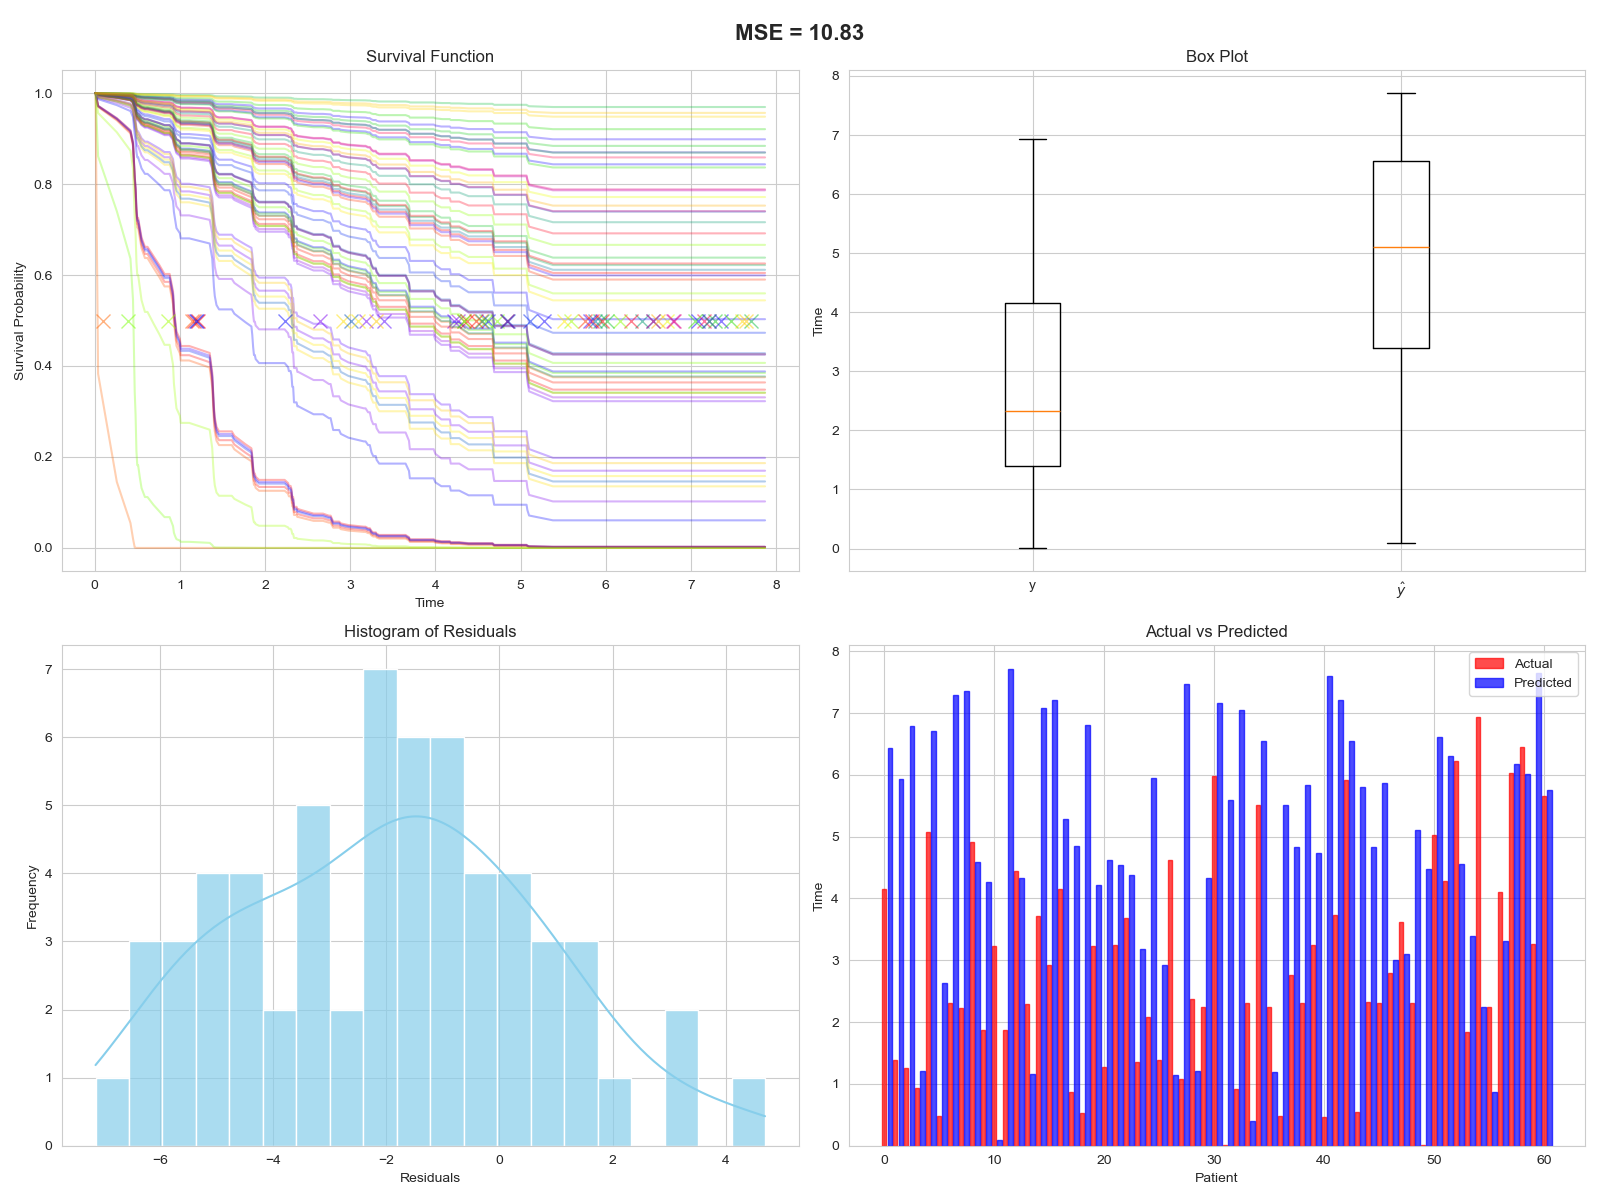 MSE = 10.83
Survival Function
1.0
0.8
0.6
0.4
0.2
0.0
Survival Probability
0 1 2 3 4 5 6 7 8
Time
Box Plot
8
7
6
5
4
3
2
1
0
Time
y ŷ
Histogram of Residuals
7
6
5
4
3
2
1
0
Frequency
−6 −4 −2 0 2 4
Residuals
Actual vs Predicted
8
7
6
5
4
3
2
1
0
Time
Actual
Predicted
0 10 20 30 40 50 60
Patient